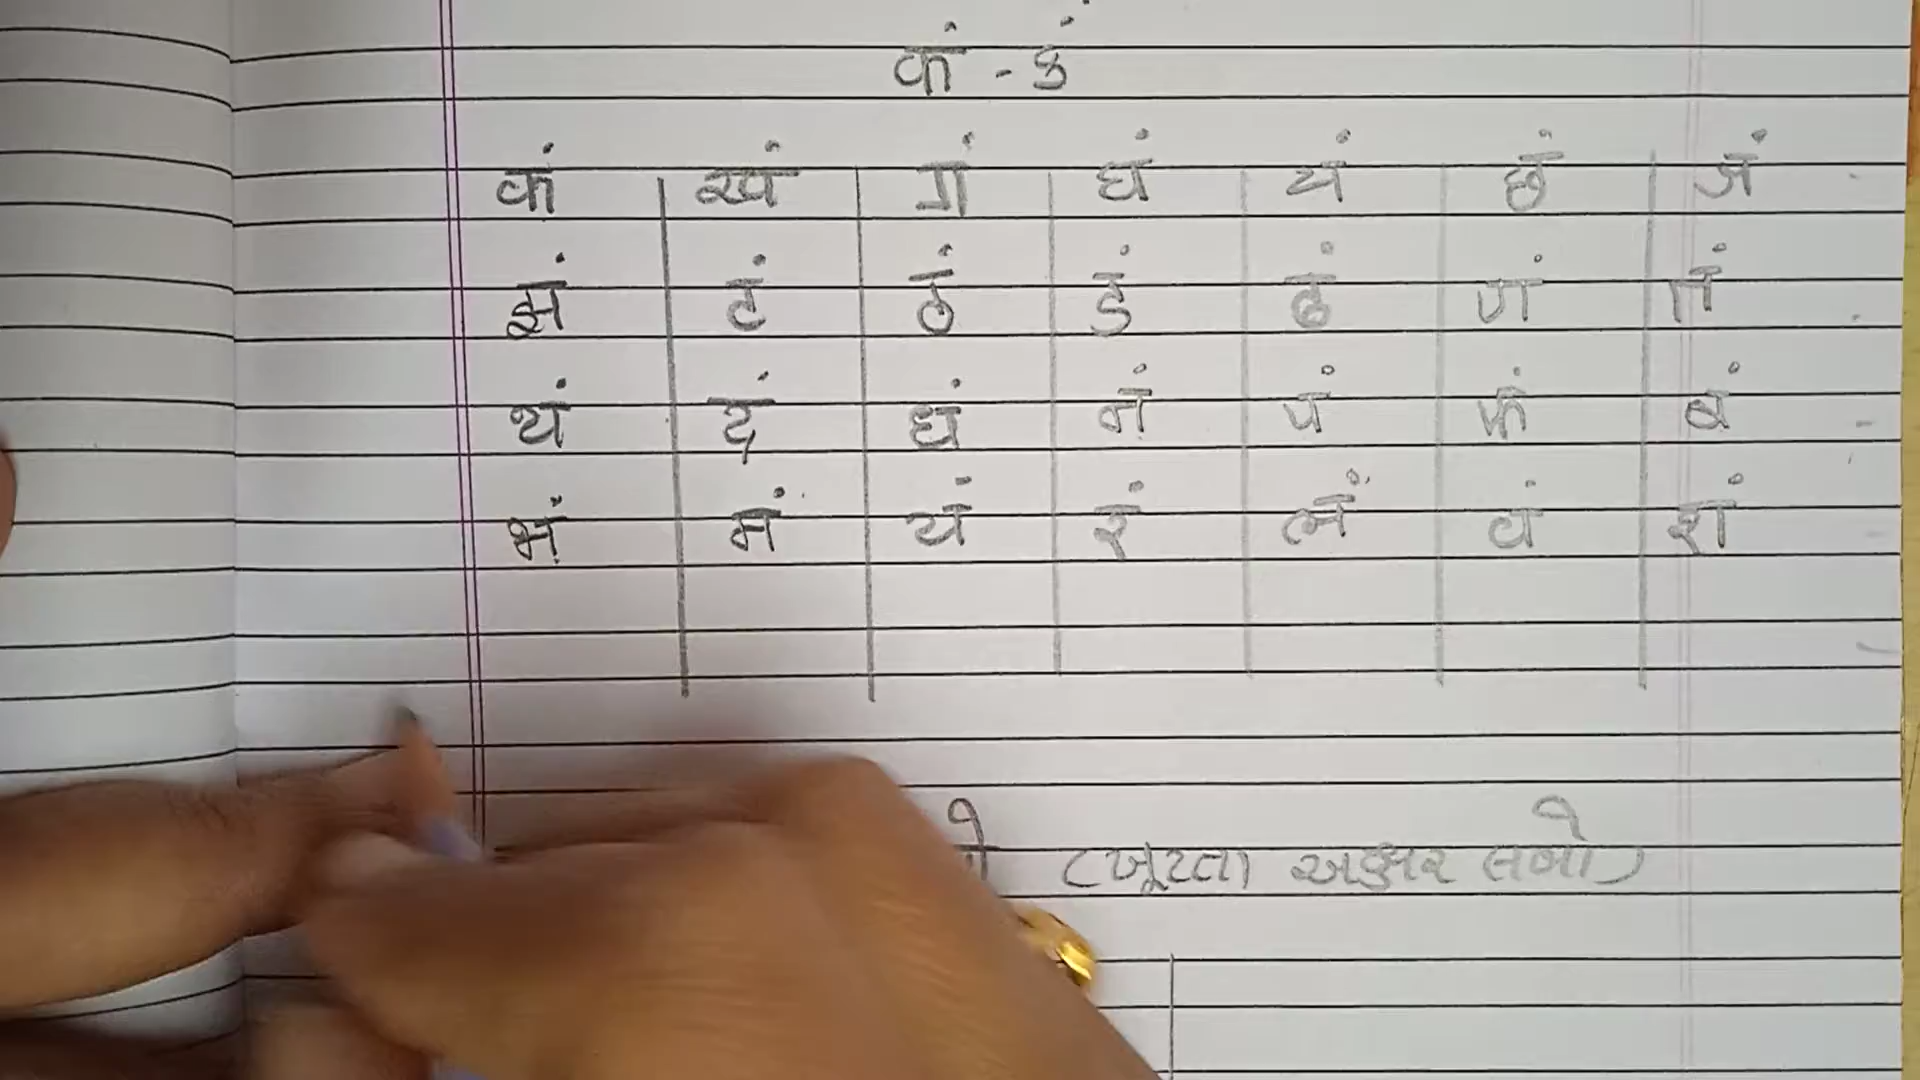 कं - કં
कं खं गं घं चं छं जं
झं टं ठं डं ढं णं तं
थं दं धं नं पं फं बं
भं मं यं रं लं वं शं
(ખૂટતા અક્ષર લખો)